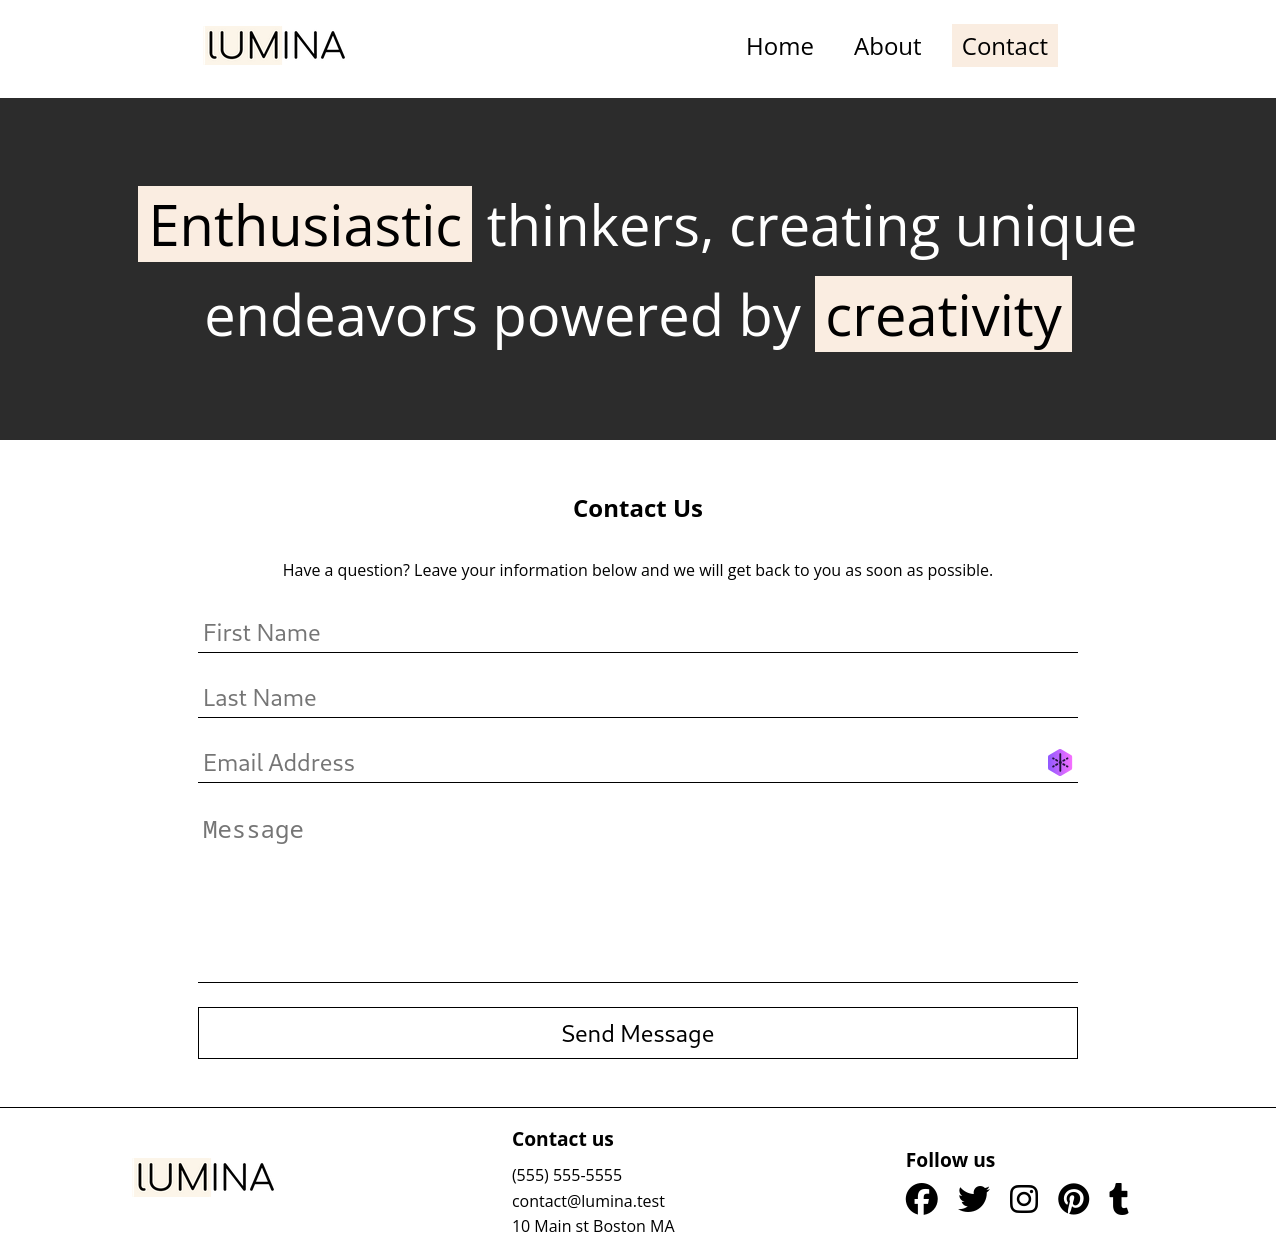 lUMINA
Home
About
Contact
Enthusiastic thinkers, creating unique
endeavors powered by creativity
Contact Us
Have a question? Leave your information below and we will get back to you as soon as possible.
First Name
Last Name
Email Address
Message
Send Message
lUMINA
Contact us
(555) 555-5555
contact@lumina.test
10 Main st Boston MA
Follow us